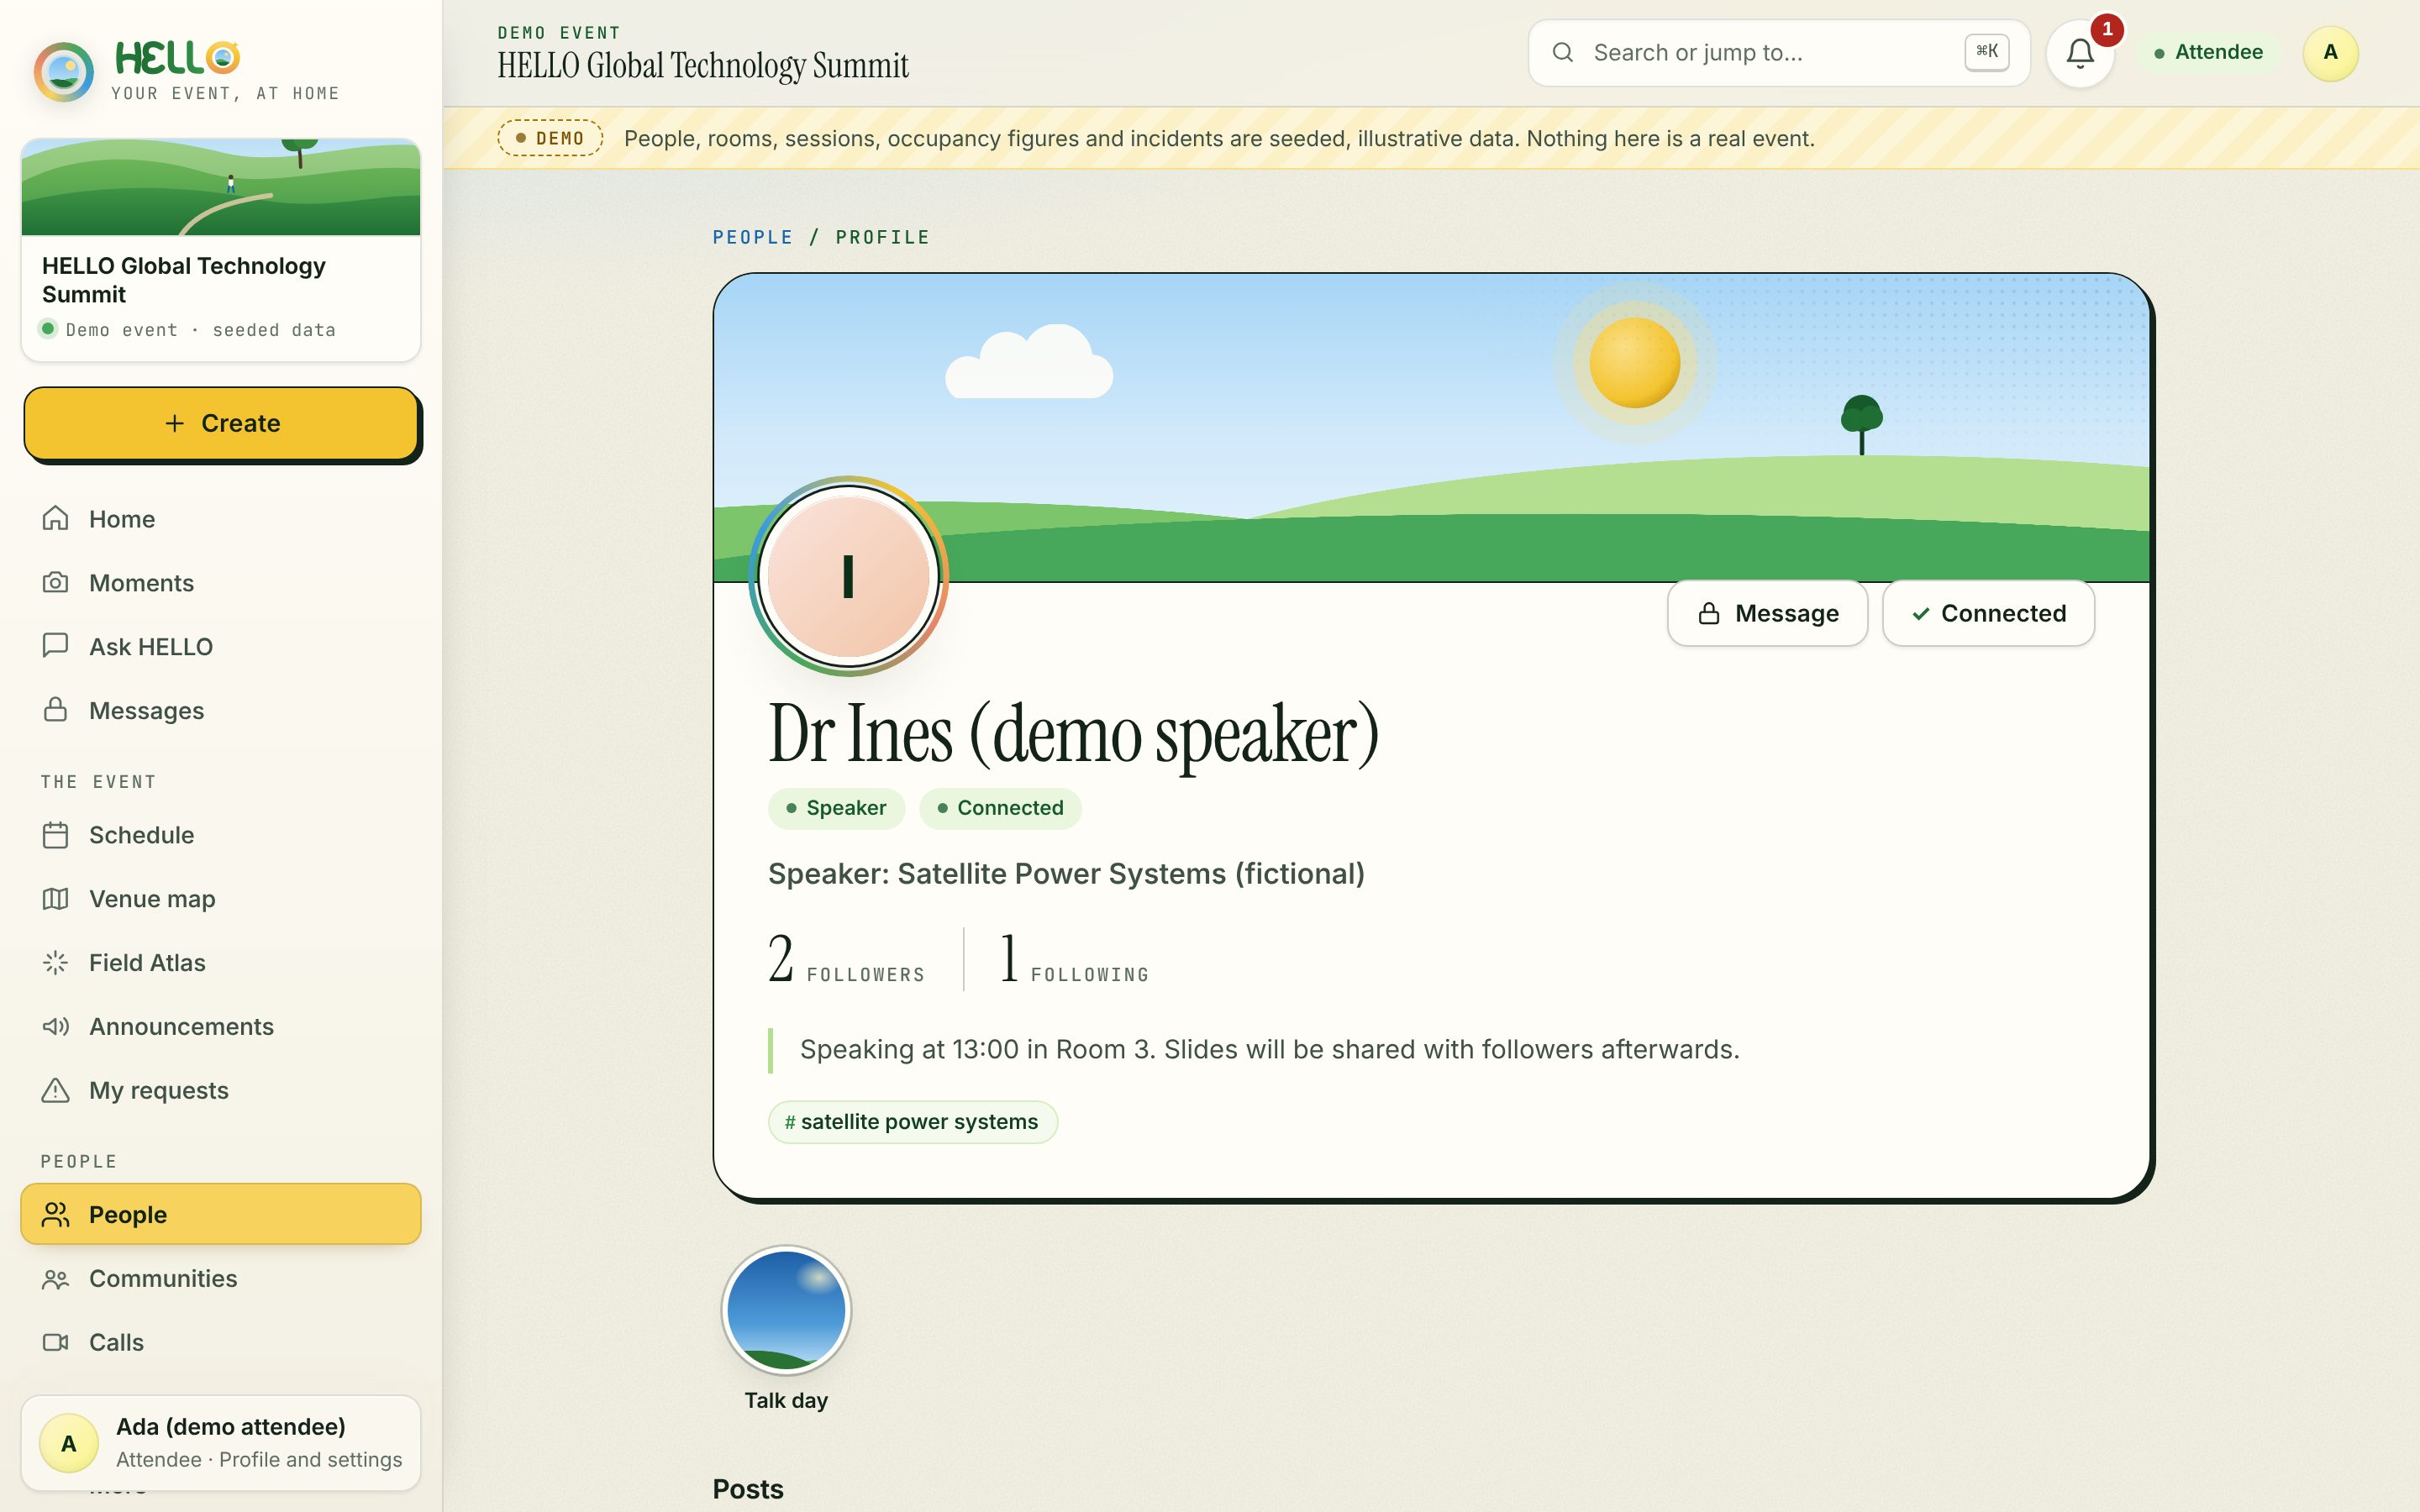 HELLO
YOUR EVENT, AT HOME
HELLO Global Technology
Summit
Demo event · seeded data
+ Create
Home
Moments
Ask HELLO
Messages
THE EVENT
Schedule
Venue map
Field Atlas
Announcements
My requests
PEOPLE
People
Communities
Calls
A
Ada (demo attendee)
Attendee · Profile and settings
DEMO EVENT
HELLO Global Technology Summit
Search or jump to...
⌘K
1
Attendee
A
DEMO
People, rooms, sessions, occupancy figures and incidents are seeded, illustrative data. Nothing here is a real event.
PEOPLE / PROFILE
I
Message
Connected
Dr Ines (demo speaker)
Speaker
Connected
Speaker: Satellite Power Systems (fictional)
2 FOLLOWERS
1 FOLLOWING
Speaking at 13:00 in Room 3. Slides will be shared with followers afterwards.
# satellite power systems
Talk day
Posts